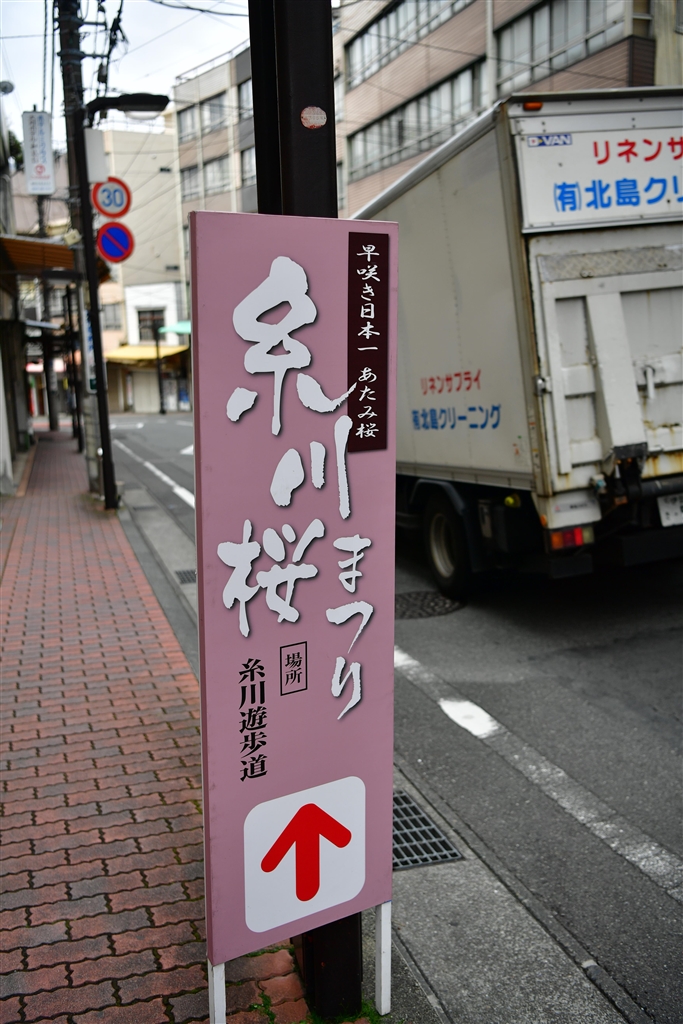 早咲き日本一 あたみ桜
糸川
桜まつり
場所
糸川遊歩道
30
D-VAN
リネンサ
(有)北島クリ
リネンサプライ
(有)北島クリーニング